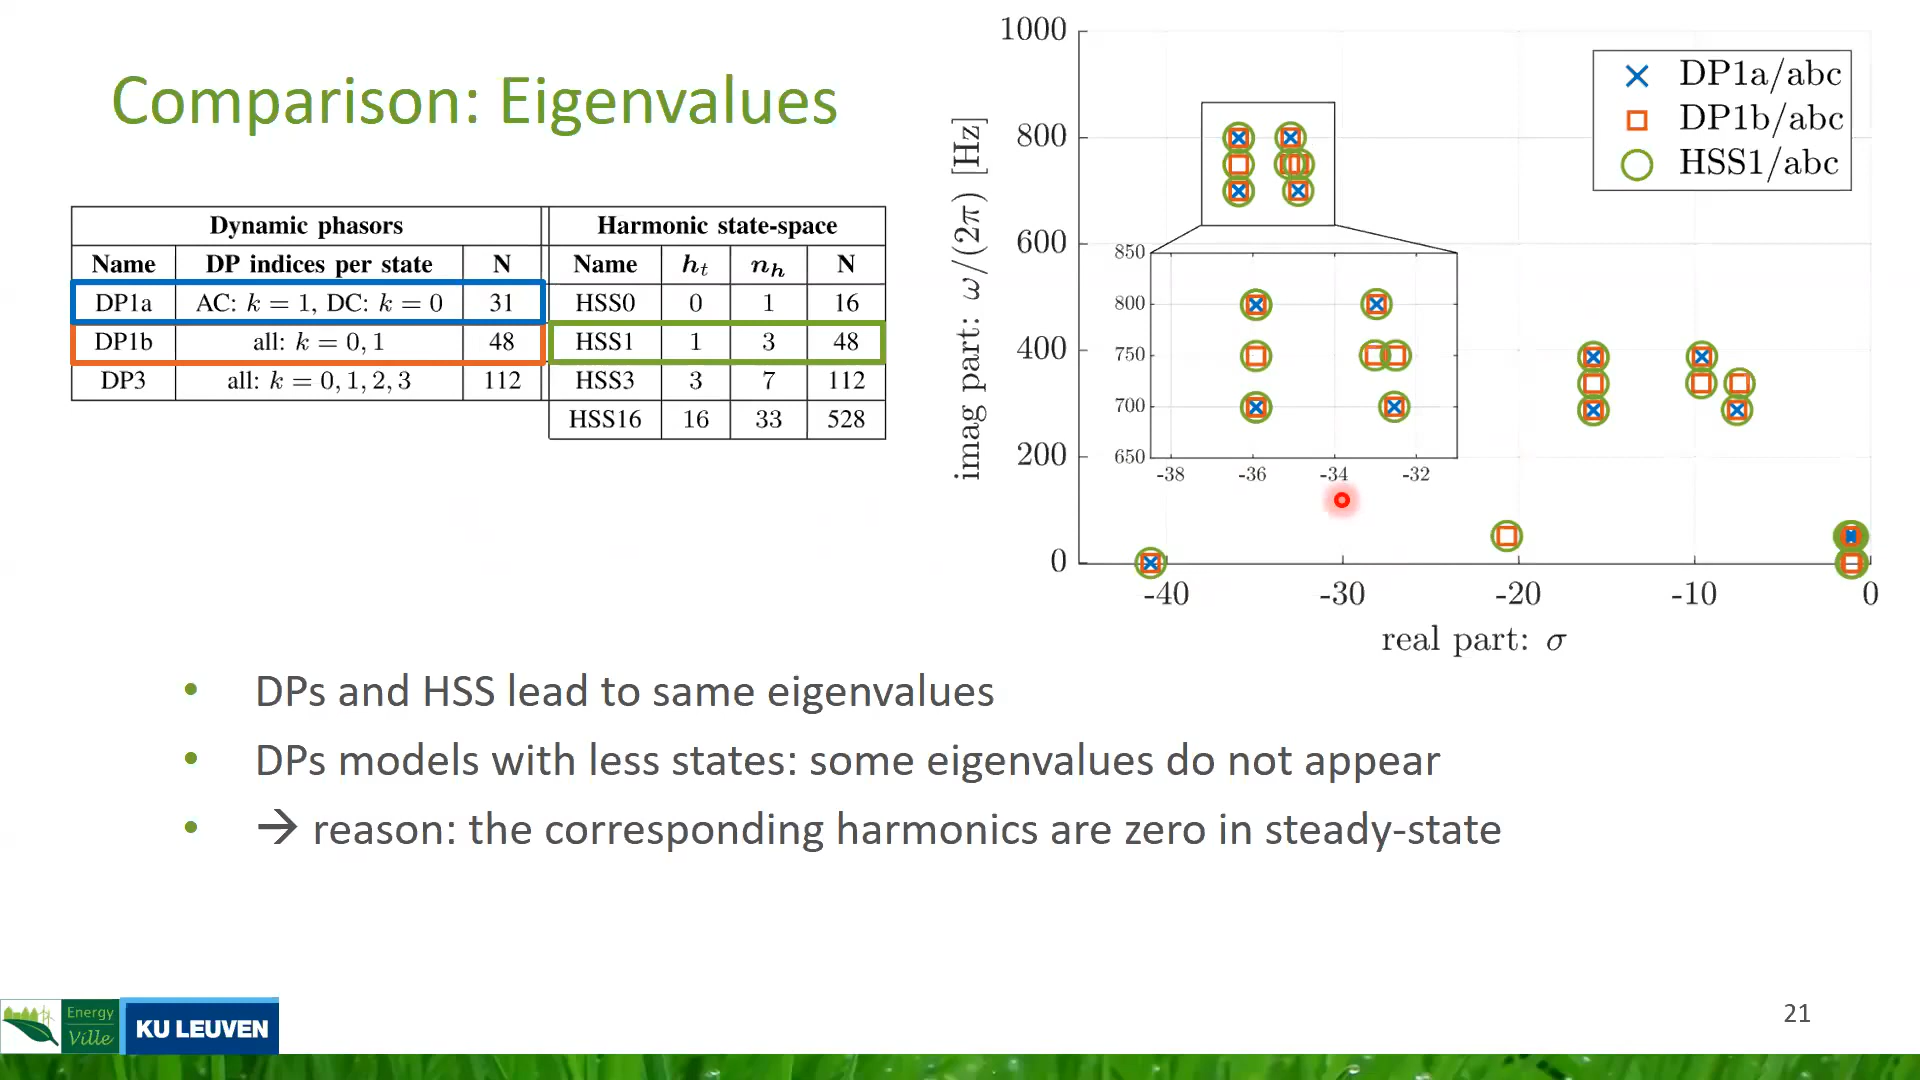 Comparison: Eigenvalues
Dynamic phasors
Name DP indices per state N
DP1a AC: k = 1, DC: k = 0 31
DP1b all: k = 0, 1 48
DP3 all: k = 0, 1, 2, 3 112
Harmonic state-space
Name hₜ nₕ N
HSS0 0 1 16
HSS1 1 3 48
HSS3 3 7 112
HSS16 16 33 528
1000
800
600
400
200
0
imag part: ω/(2π) [Hz]
DP1a/abc
DP1b/abc
HSS1/abc
850
800
750
700
650
-38 -36 -34 -32
-40 -30 -20 -10 0
real part: σ
• DPs and HSS lead to same eigenvalues
• DPs models with less states: some eigenvalues do not appear
• → reason: the corresponding harmonics are zero in steady-state
Energy
Ville
KU LEUVEN
21